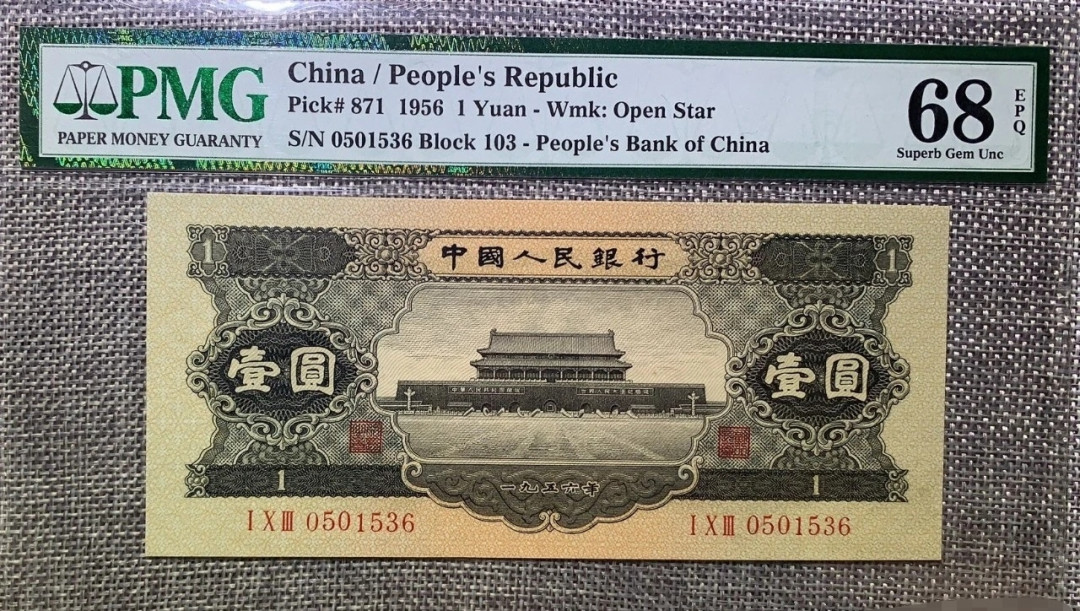 PMG
PAPER MONEY GUARANTY
China / People's Republic
Pick# 871 1956 1 Yuan - Wmk: Open Star
S/N 0501536 Block 103 - People's Bank of China
68
EPQ
Superb Gem Unc
1
中國人民銀行
1
壹圓
壹圓
1
一九五六年
1
I X III 0501536
I X III 0501536